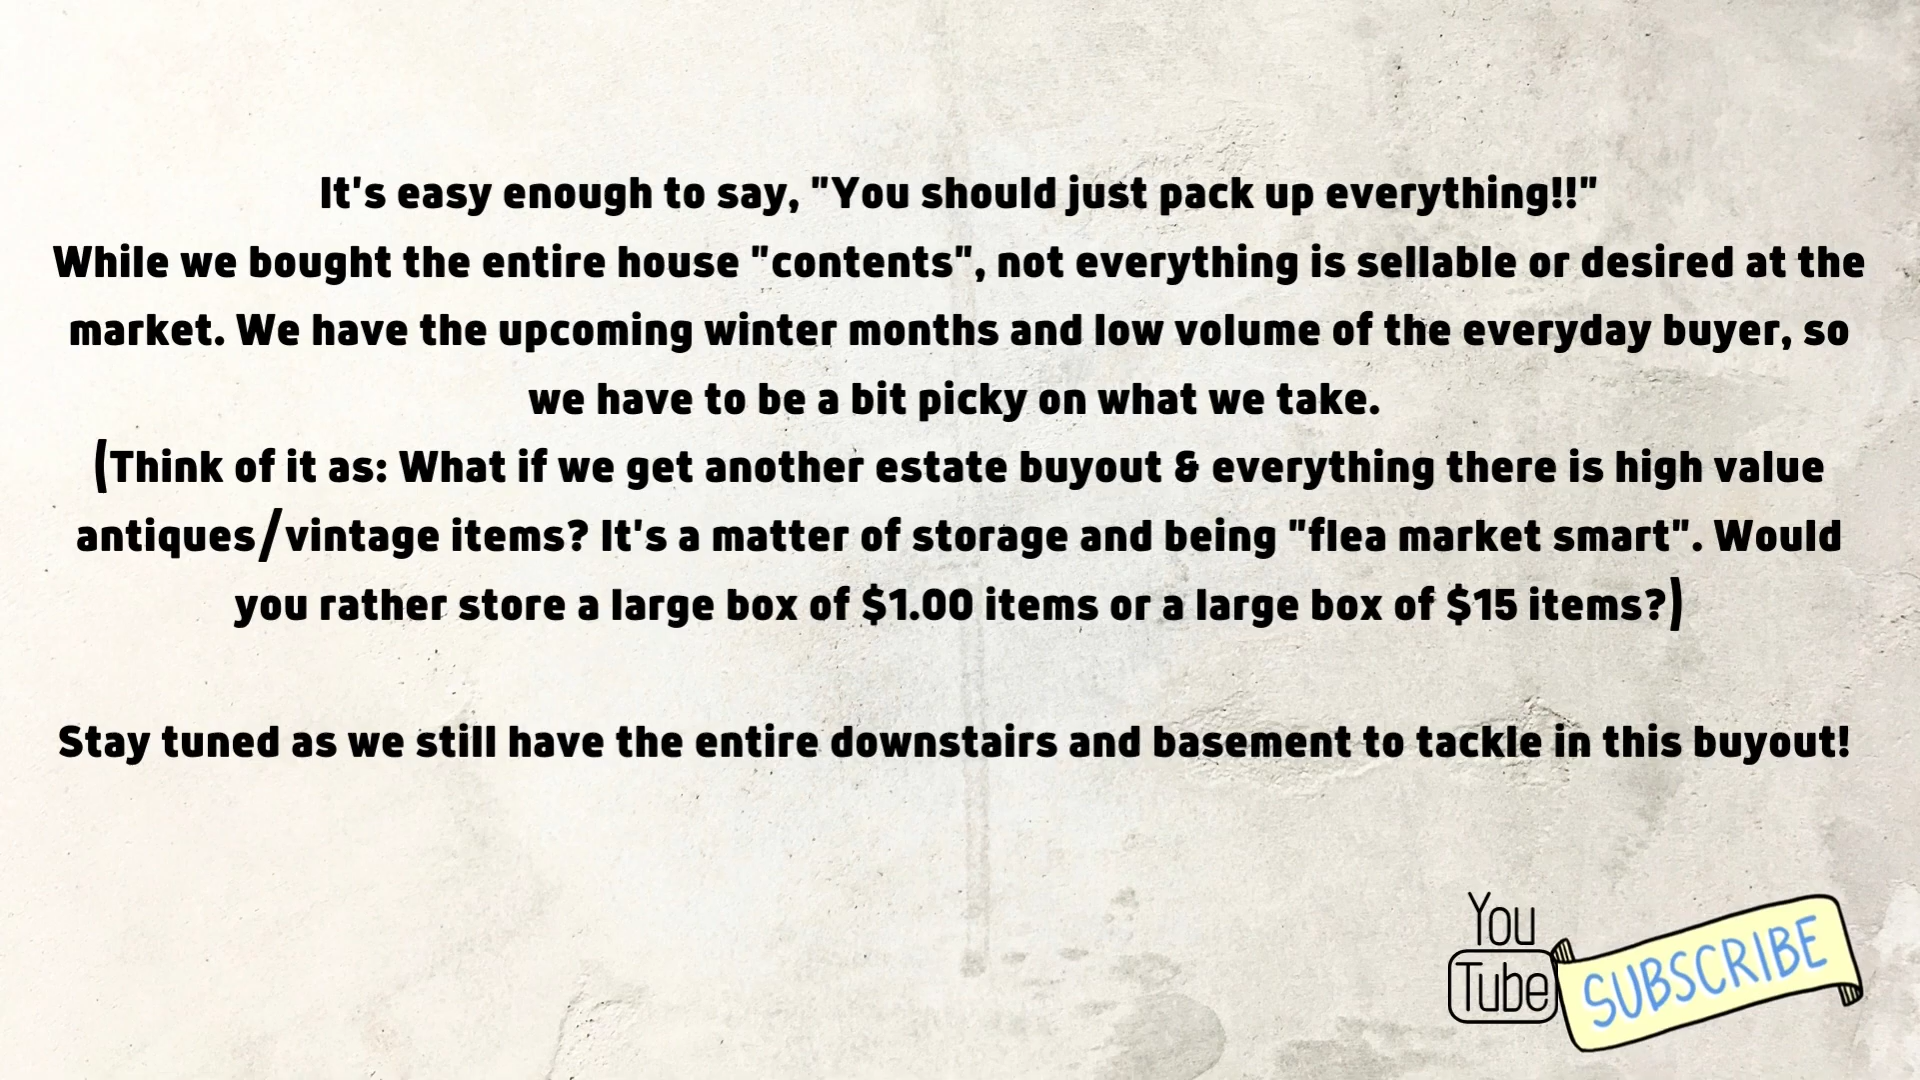 It's easy enough to say, "You should just pack up everything!!"
While we bought the entire house "contents", not everything is sellable or desired at the
market. We have the upcoming winter months and low volume of the everyday buyer, so
we have to be a bit picky on what we take.
(Think of it as: What if we get another estate buyout & everything there is high value
antiques/vintage items? It's a matter of storage and being "flea market smart". Would
you rather store a large box of $1.00 items or a large box of $15 items?)
Stay tuned as we still have the entire downstairs and basement to tackle in this buyout!
You
Tube
SUBSCRIBE